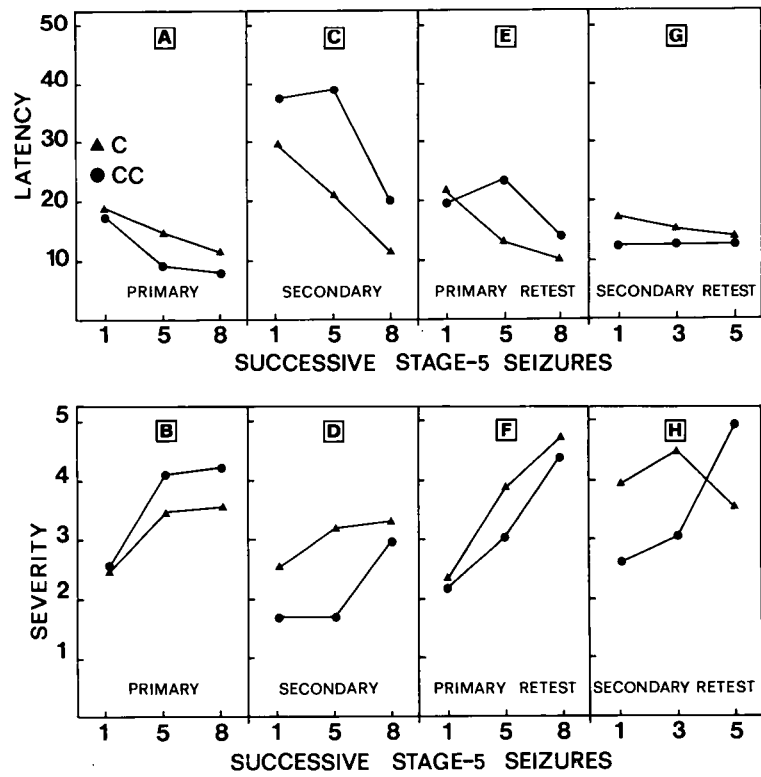 50
40
30
20
10
LATENCY
A
C
E
G
▲ C
● CC
PRIMARY
SECONDARY
PRIMARY RETEST
SECONDARY RETEST
1 5 8
1 5 8
1 5 8
1 3 5
SUCCESSIVE STAGE-5 SEIZURES
5
4
3
2
1
SEVERITY
B
D
F
H
PRIMARY
SECONDARY
PRIMARY RETEST
SECONDARY RETEST
1 5 8
1 5 8
1 5 8
1 3 5
SUCCESSIVE STAGE-5 SEIZURES